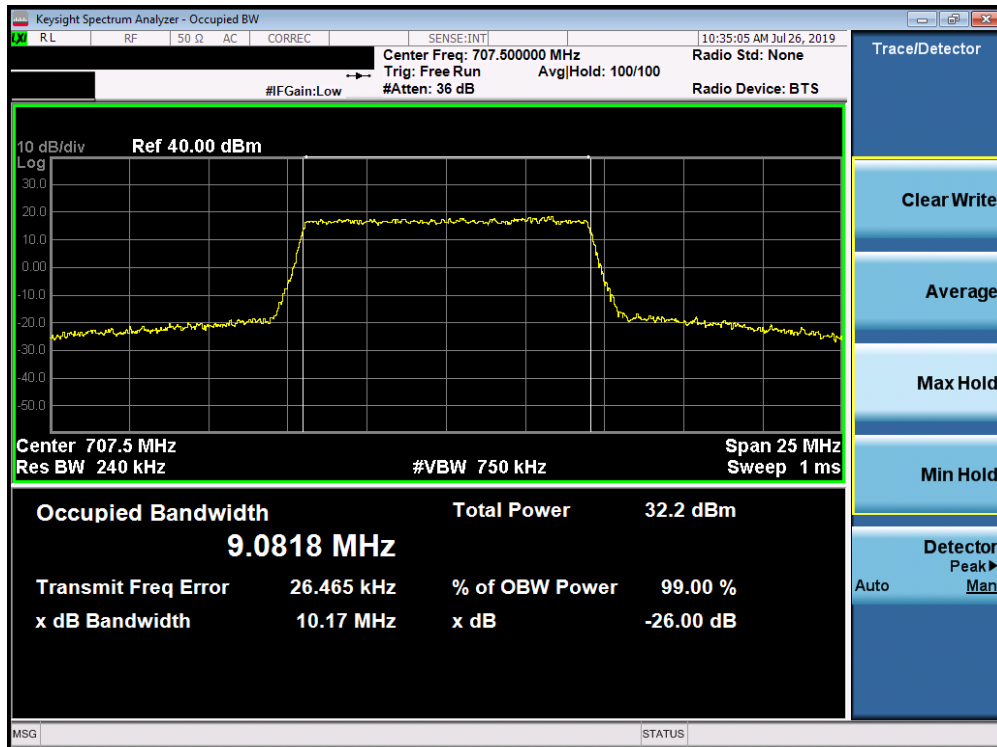 Keysight Spectrum Analyzer - Occupied BW
LXI RL RF 50 Ω AC CORREC SENSE:INT 10:35:05 AM Jul 26, 2019
Center Freq: 707.500000 MHz Radio Std: None
Trig: Free Run Avg|Hold: 100/100
#IFGain:Low #Atten: 36 dB Radio Device: BTS
10 dB/div Ref 40.00 dBm
Log
30.0
20.0
10.0
0.00
-10.0
-20.0
-30.0
-40.0
-50.0
Center 707.5 MHz Span 25 MHz
Res BW 240 kHz #VBW 750 kHz Sweep 1 ms
Occupied Bandwidth Total Power 32.2 dBm
9.0818 MHz
Transmit Freq Error 26.465 kHz % of OBW Power 99.00 %
x dB Bandwidth 10.17 MHz x dB -26.00 dB
MSG STATUS
Trace/Detector
Clear Write
Average
Max Hold
Min Hold
Detector
Peak▶
Auto Man